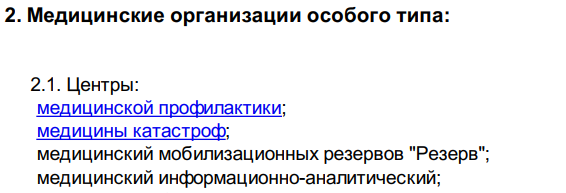 2. Медицинские организации особого типа:
2.1. Центры:
медицинской профилактики;
медицины катастроф;
медицинский мобилизационных резервов "Резерв";
медицинский информационно-аналитический;